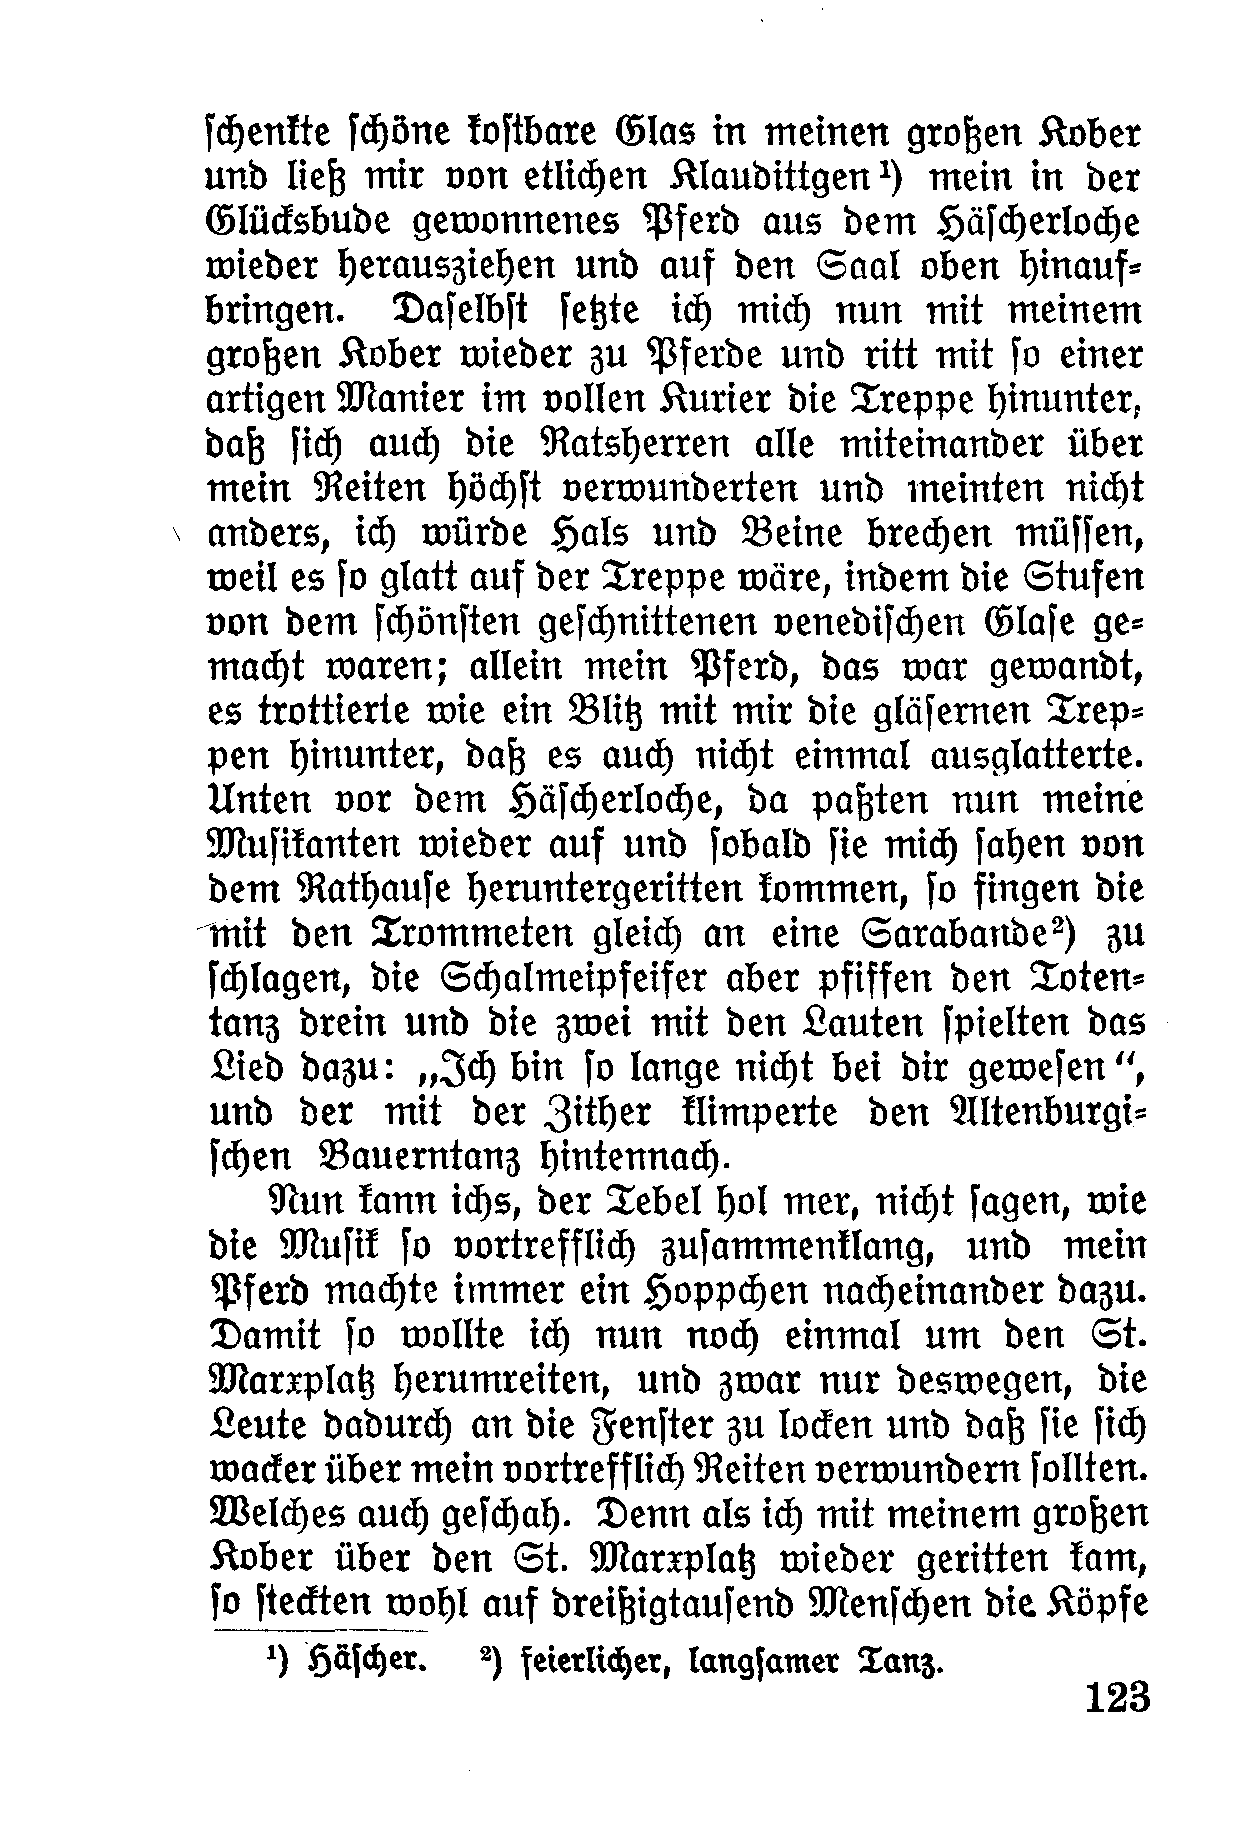 schenkte schöne kostbare Glas in meinen großen Kober
und ließ mir von etlichen Klaudittgen¹) mein in der
Glücksbude gewonnenes Pferd aus dem Häscherloche
wieder herausziehen und auf den Saal oben hinauf-
bringen. Daselbst setzte ich mich nun mit meinem
großen Kober wieder zu Pferde und ritt mit so einer
artigen Manier im vollen Kurier die Treppe hinunter,
daß sich auch die Ratsherren alle miteinander über
mein Reiten höchst verwunderten und meinten nicht
anders, ich würde Hals und Beine brechen müssen,
weil es so glatt auf der Treppe wäre, indem die Stufen
von dem schönsten geschnittenen venedischen Glase ge-
macht waren; allein mein Pferd, das war gewandt,
es trottierte wie ein Blitz mit mir die gläsernen Trep-
pen hinunter, daß es auch nicht einmal ausglatterte.
Unten vor dem Häscherloche, da paßten nun meine
Musikanten wieder auf und sobald sie mich sahen von
dem Rathause heruntergeritten kommen, so fingen die
mit den Trommeten gleich an eine Sarabande²) zu
schlagen, die Schalmeipfeifer aber pfiffen den Toten-
tanz drein und die zwei mit den Lauten spielten das
Lied dazu: „Ich bin so lange nicht bei dir gewesen“,
und der mit der Zither klimperte den Altenburgi-
schen Bauerntanz hintennach.
Nun kann ichs, der Tebel hol mer, nicht sagen, wie
die Musik so vortrefflich zusammenklang, und mein
Pferd machte immer ein Hoppchen nacheinander dazu.
Damit so wollte ich nun noch einmal um den St.
Marxplatz herumreiten, und zwar nur deswegen, die
Leute dadurch an die Fenster zu locken und daß sie sich
wacker über mein vortrefflich Reiten verwundern sollten.
Welches auch geschah. Denn als ich mit meinem großen
Kober über den St. Marxplatz wieder geritten kam,
so steckten wohl auf dreißigtausend Menschen die Köpfe
¹) Häscher. ²) feierlicher, langsamer Tanz.
123